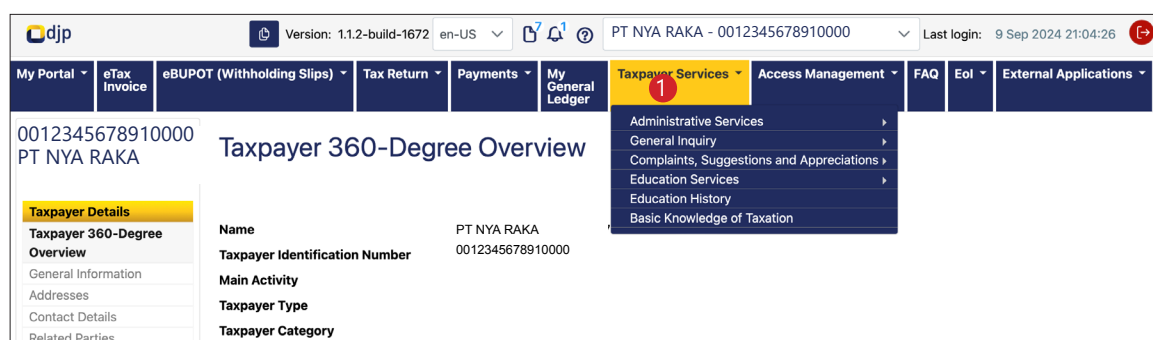 djp
Version: 1.1.2-build-1672
en-US
7
1
PT NYA RAKA - 0012345678910000
Last login: 9 Sep 2024 21:04:26
My Portal
eTax
Invoice
eBUPOT (Withholding Slips)
Tax Return
Payments
My
General
Ledger
Taxpayer Services
1
Access Management
FAQ
EoI
External Applications
Administrative Services
General Inquiry
Complaints, Suggestions and Appreciations
Education Services
Education History
Basic Knowledge of Taxation
0012345678910000
PT NYA RAKA
Taxpayer 360-Degree Overview
Taxpayer Details
Taxpayer 360-Degree
Overview
General Information
Addresses
Contact Details
Related Parties
Name PT NYA RAKA
Taxpayer Identification Number 0012345678910000
Main Activity
Taxpayer Type
Taxpayer Category